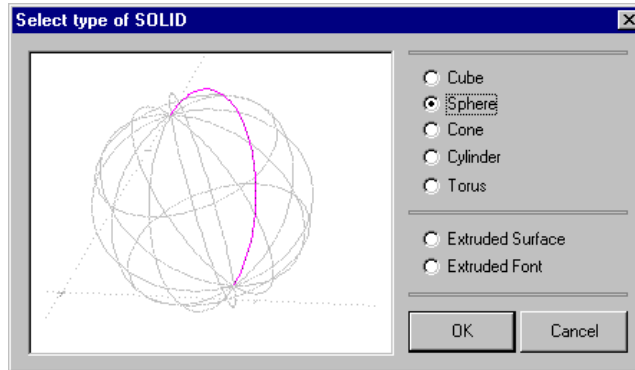 Select type of SOLID
Cube
Sphere
Cone
Cylinder
Torus
Extruded Surface
Extruded Font
OK
Cancel